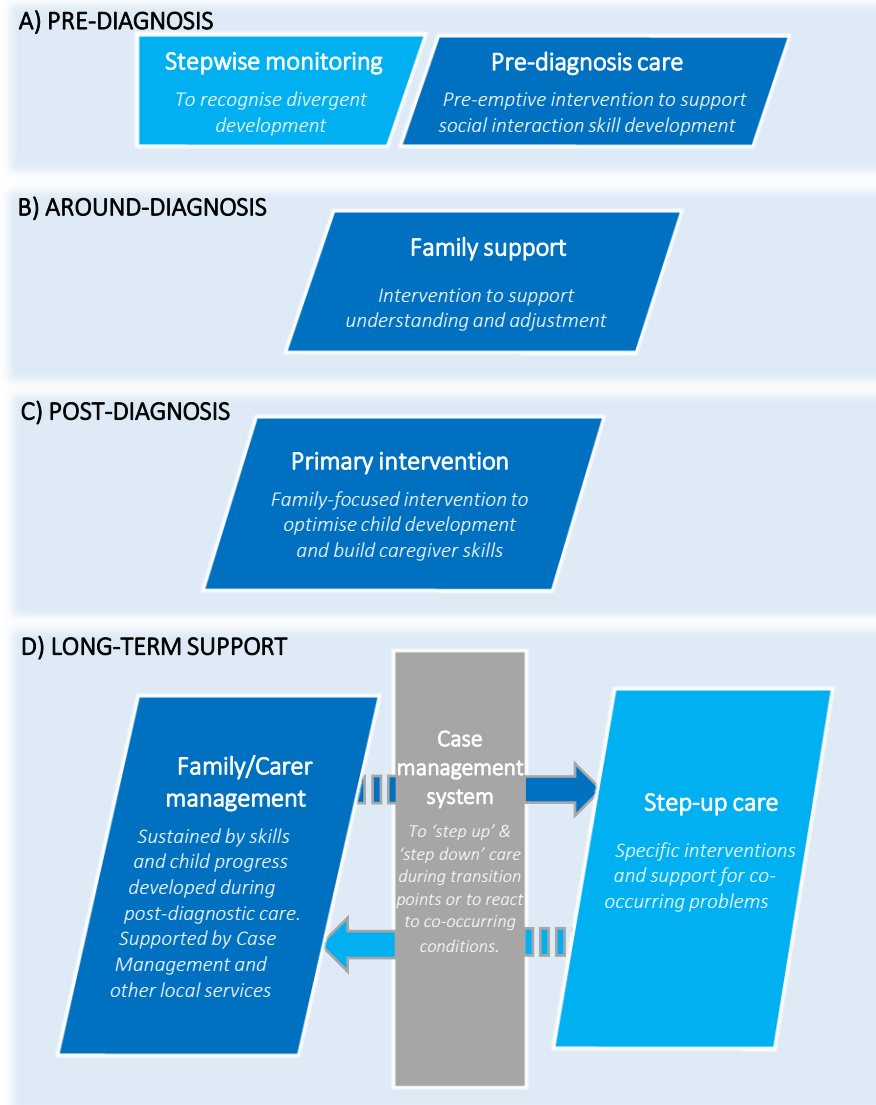 A) PRE-DIAGNOSIS
Stepwise monitoring
To recognise divergent
development
Pre-diagnosis care
Pre-emptive intervention to support
social interaction skill development
B) AROUND-DIAGNOSIS
Family support
Intervention to support
understanding and adjustment
C) POST-DIAGNOSIS
Primary intervention
Family-focused intervention to
optimise child development
and build caregiver skills
D) LONG-TERM SUPPORT
Family/Carer
management
Sustained by skills
and child progress
developed during
post-diagnostic care.
Supported by Case
Management and
other local services
Case
management
system
To ‘step up’ &
‘step down’ care
during transition
points or to react
to co-occurring
conditions.
Step-up care
Specific interventions
and support for co-
occurring problems